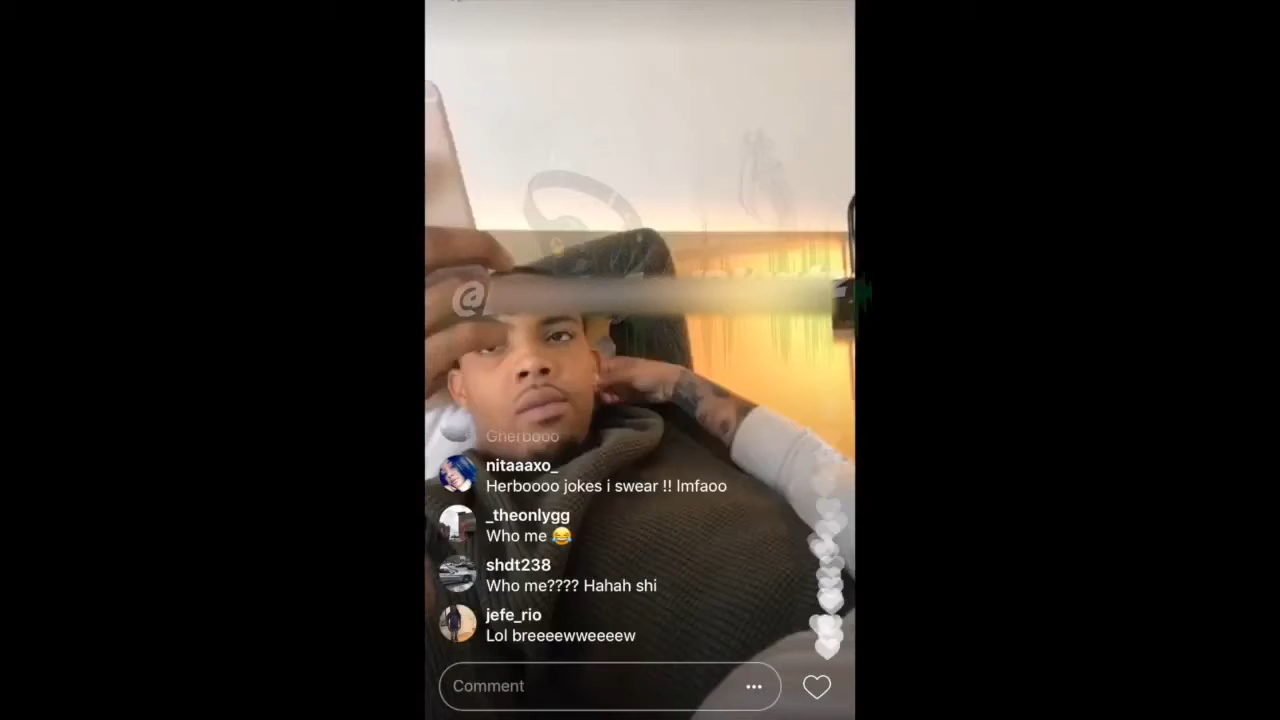 @
Gherbooo
nitaaaxo_
Herboooo jokes i swear !! lmfaoo
_theonlygg
Who me 😂
shdt238
Who me???? Hahah shi
jefe_rio
Lol breeeewweeeew
Comment